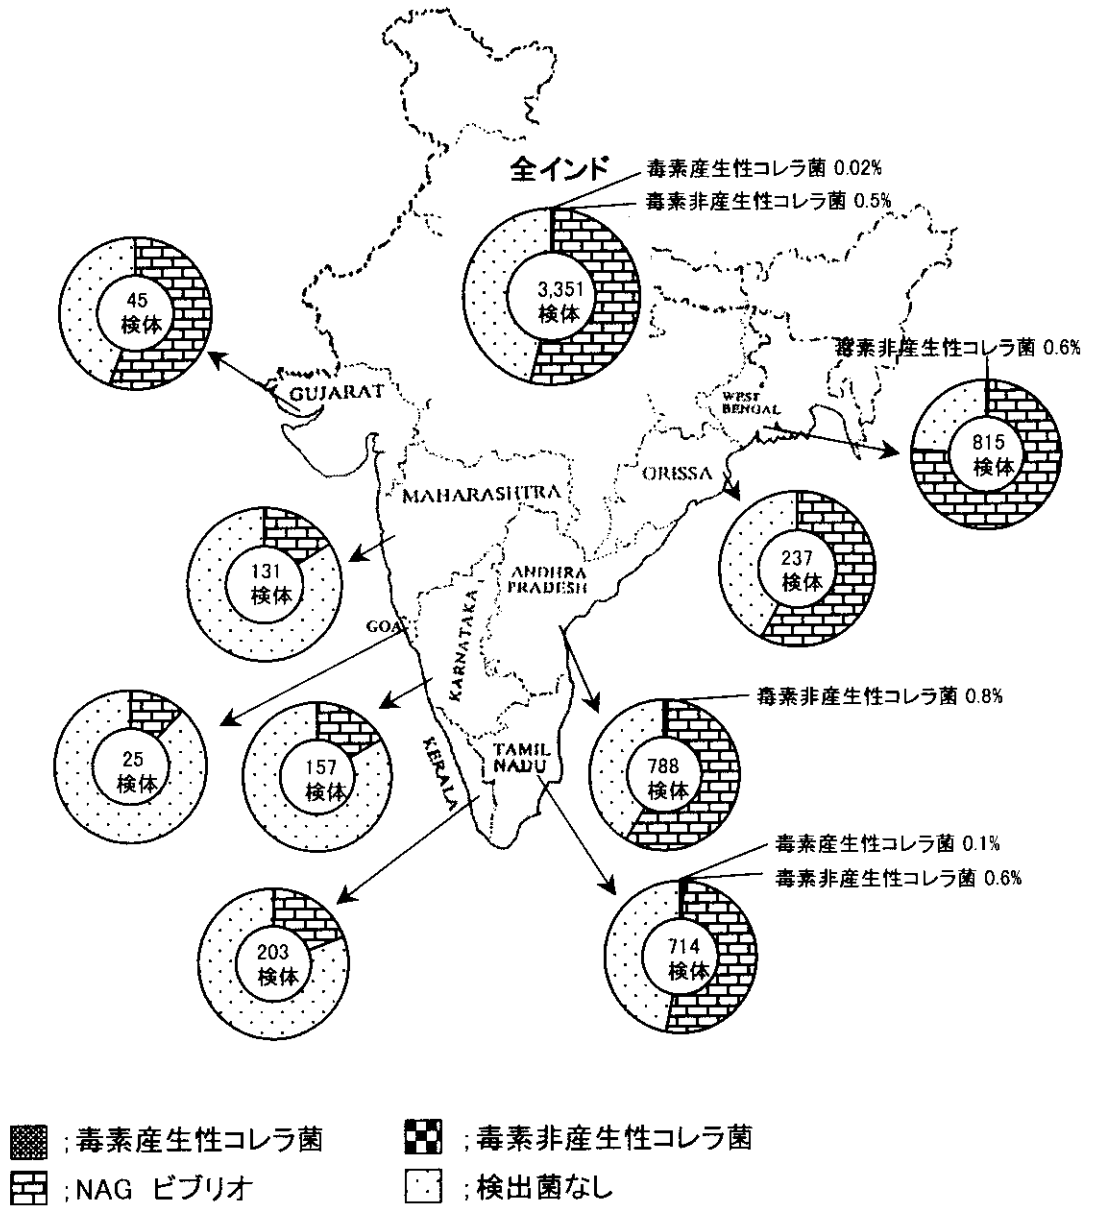 全インド
毒素産生性コレラ菌 0.02%
毒素非産生性コレラ菌 0.5%
3,351
検体
45
検体
毒素非産生性コレラ菌 0.6%
GUJARAT
WEST
BENGAL
815
検体
ORISSA
MAHARASHTRA
131
検体
237
検体
ANDHRA
PRADESH
GOA
KARNATAKA
毒素非産生性コレラ菌 0.8%
25
検体
157
検体
KERALA
TAMIL
NADU
788
検体
毒素産生性コレラ菌 0.1%
毒素非産生性コレラ菌 0.6%
203
検体
714
検体
;毒素産生性コレラ菌
;毒素非産生性コレラ菌
;NAG ビブリオ
;検出菌なし